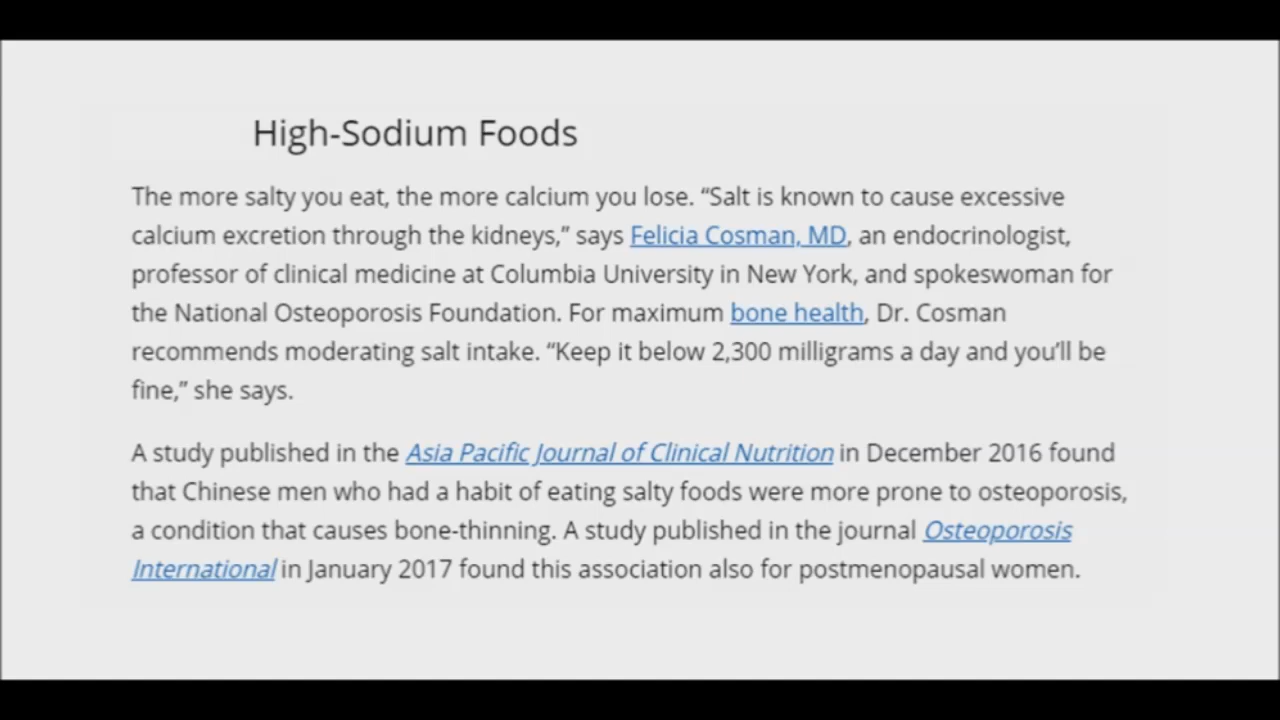 High-Sodium Foods
The more salty you eat, the more calcium you lose. “Salt is known to cause excessive
calcium excretion through the kidneys,” says Felicia Cosman, MD, an endocrinologist,
professor of clinical medicine at Columbia University in New York, and spokeswoman for
the National Osteoporosis Foundation. For maximum bone health, Dr. Cosman
recommends moderating salt intake. “Keep it below 2,300 milligrams a day and you’ll be
fine,” she says.
A study published in the Asia Pacific Journal of Clinical Nutrition in December 2016 found
that Chinese men who had a habit of eating salty foods were more prone to osteoporosis,
a condition that causes bone-thinning. A study published in the journal Osteoporosis
International in January 2017 found this association also for postmenopausal women.